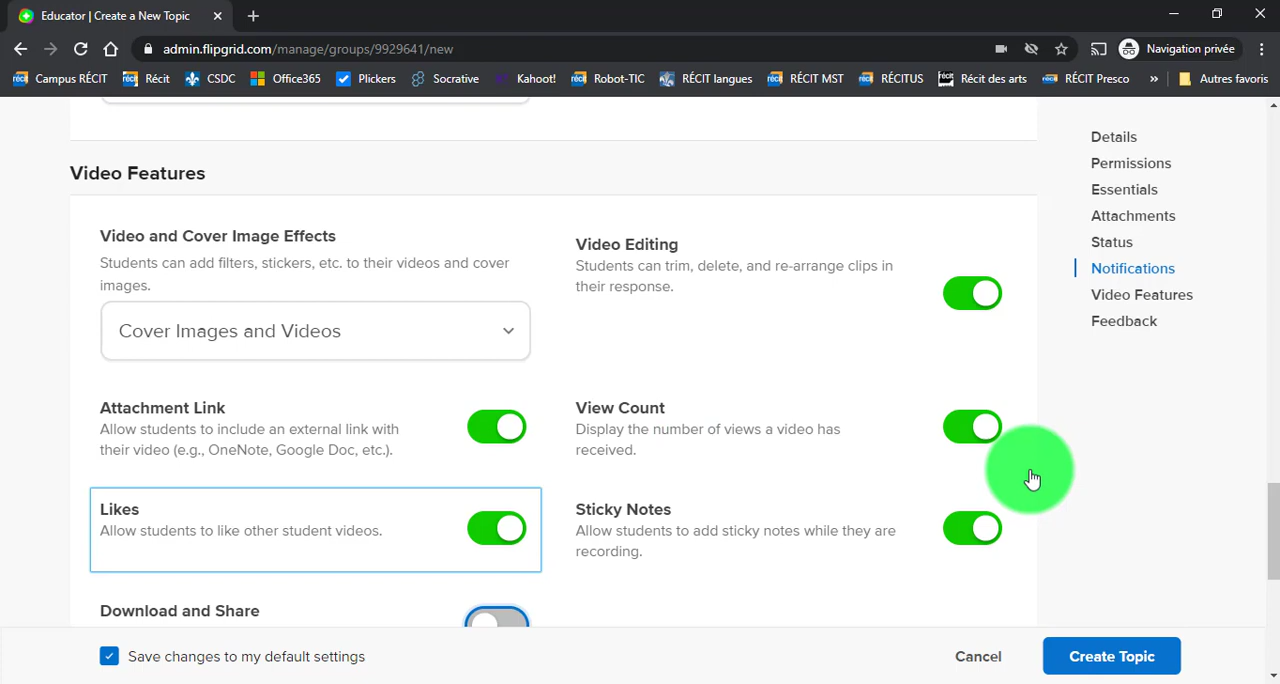 Educator | Create a New Topic
admin.flipgrid.com/manage/groups/9929641/new
Navigation privée
Campus RÉCIT
Récit
CSDC
Office365
Plickers
Socrative
Kahoot!
Robot-TIC
RÉCIT langues
RÉCIT MST
RÉCITUS
Récit des arts
RÉCIT Presco
»
Autres favoris
Video Features
Video and Cover Image Effects
Students can add filters, stickers, etc. to their videos and cover
images.
Cover Images and Videos
Video Editing
Students can trim, delete, and re-arrange clips in
their response.
Attachment Link
Allow students to include an external link with
their video (e.g., OneNote, Google Doc, etc.).
View Count
Display the number of views a video has
received.
Likes
Allow students to like other student videos.
Sticky Notes
Allow students to add sticky notes while they are
recording.
Download and Share
Details
Permissions
Essentials
Attachments
Status
Notifications
Video Features
Feedback
Save changes to my default settings
Cancel
Create Topic